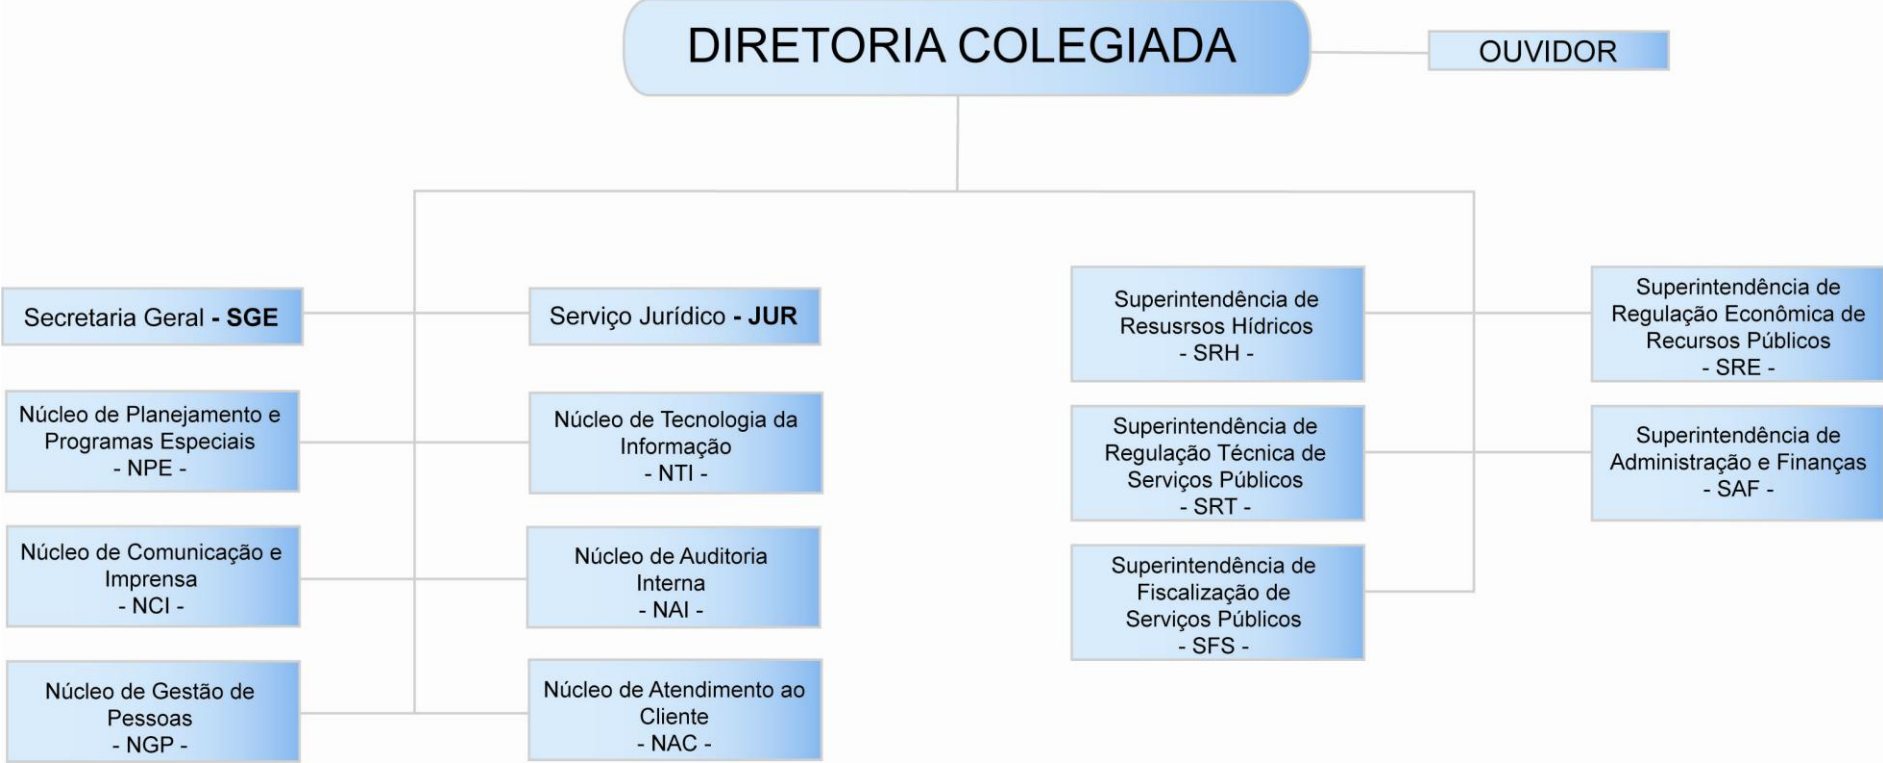 DIRETORIA COLEGIADA
OUVIDOR
Secretaria Geral - SGE
Serviço Jurídico - JUR
Núcleo de Planejamento e
Programas Especiais
- NPE -
Núcleo de Tecnologia da
Informação
- NTI -
Núcleo de Comunicação e
Imprensa
- NCI -
Núcleo de Auditoria
Interna
- NAI -
Núcleo de Gestão de
Pessoas
- NGP -
Núcleo de Atendimento ao
Cliente
- NAC -
Superintendência de
Resusrsos Hídricos
- SRH -
Superintendência de
Regulação Econômica de
Recursos Públicos
- SRE -
Superintendência de
Regulação Técnica de
Serviços Públicos
- SRT -
Superintendência de
Administração e Finanças
- SAF -
Superintendência de
Fiscalização de
Serviços Públicos
- SFS -